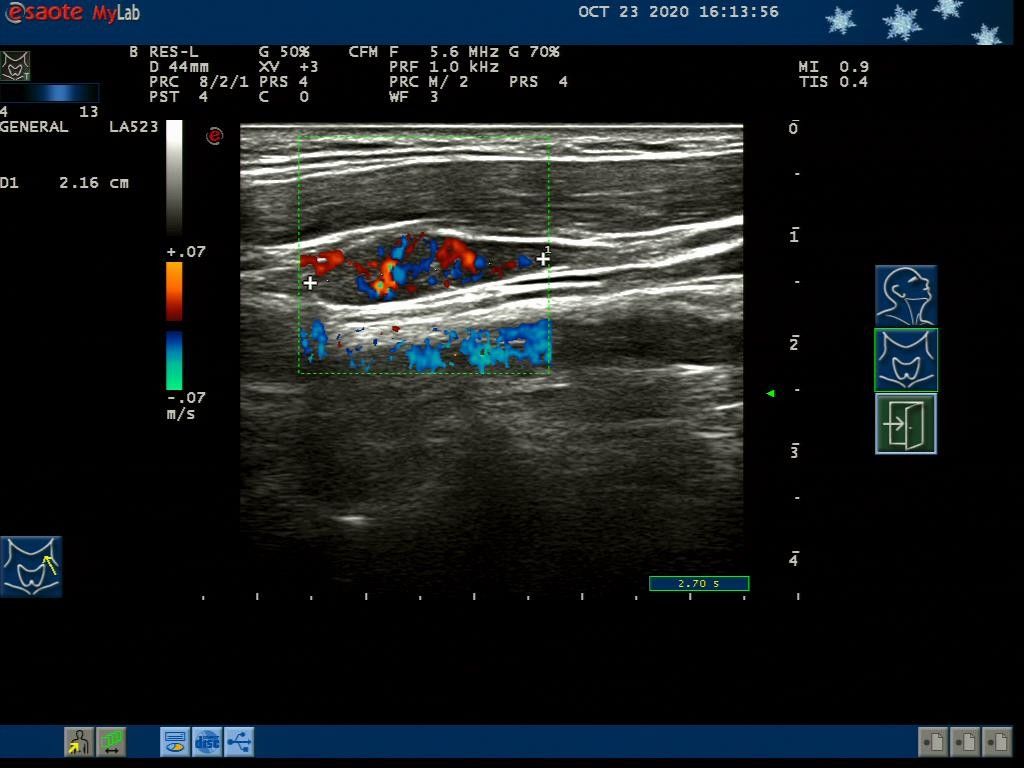 esaote MyLab
OCT 23 2020 16:13:56
B RES-L G 50% CFM F 5.6 MHz G 70%
D 44mm XV +3 PRF 1.0 kHz MI 0.9
PRC 8/2/1 PRS 4 PRC M/ 2 PRS 4 TIS 0.4
PST 4 C 0 WF 3
4 13
GENERAL LA523
e
0
D1 2.16 cm
+.07
1
1
-.07
m/s
2
3
4
2.70 s
disc